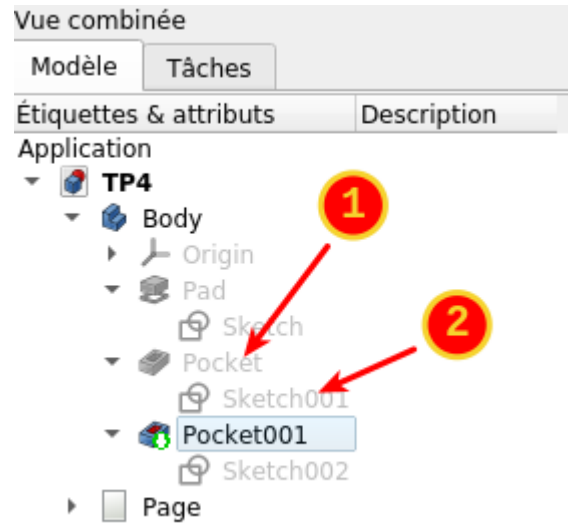 Vue combinée
Modèle Tâches
Étiquettes & attributs Description
Application
TP4
1
Body
Origin
Pad
2
Sketch
Pocket
Sketch001
Pocket001
Sketch002
Page